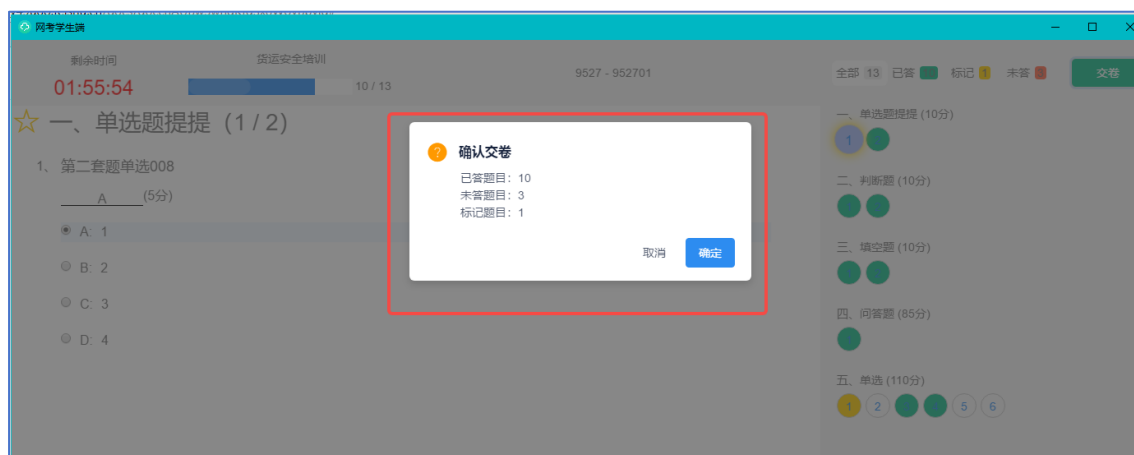 网考学生端
剩余时间
01:55:54
货运安全培训
10 / 13
9527 - 952701
全部 13 已答 10 标记 1 未答 3
交卷
一、单选题提提 (1 / 2)
1、 第二套题单选008
A (5分)
A: 1
B: 2
C: 3
D: 4
? 确认交卷
已答题目：10
未答题目：3
标记题目：1
取消 确定
一、单选题提提 (10分)
1
二、判断题 (10分)
三、填空题 (10分)
四、问答题 (85分)
五、单选 (110分)
1 2 5 6